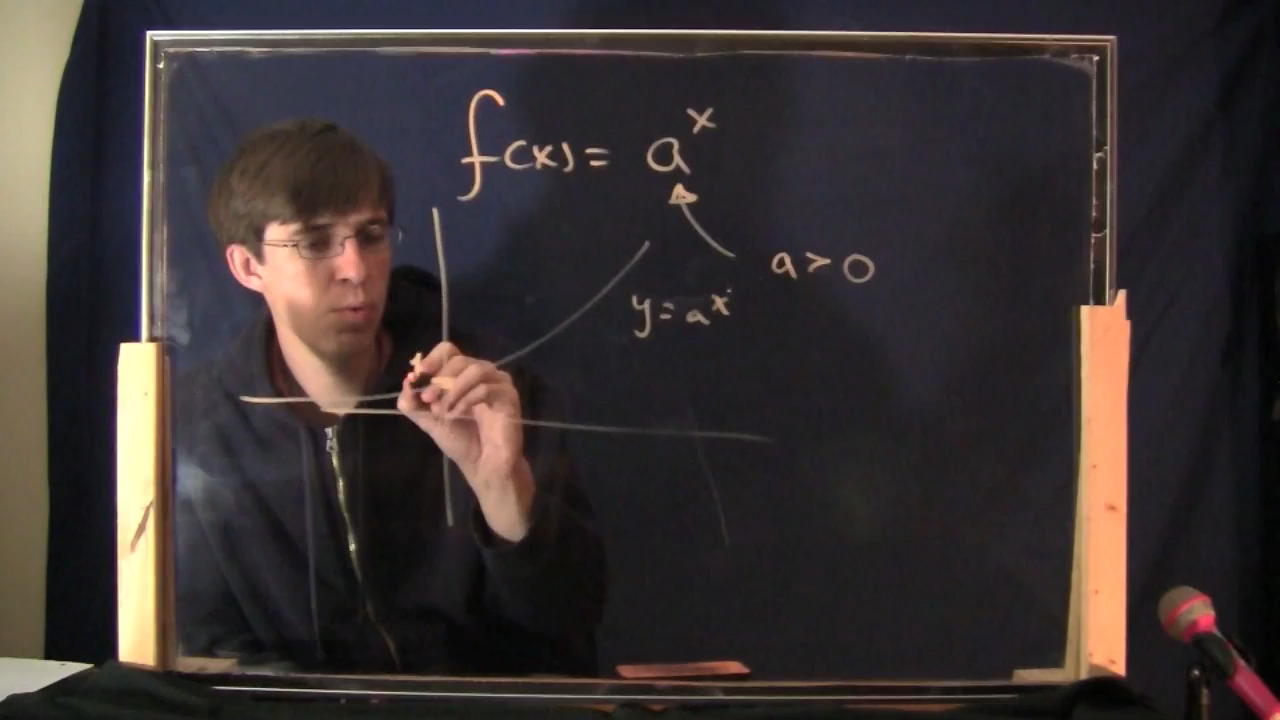 f(x) = a^x
a > 0
y = a^x